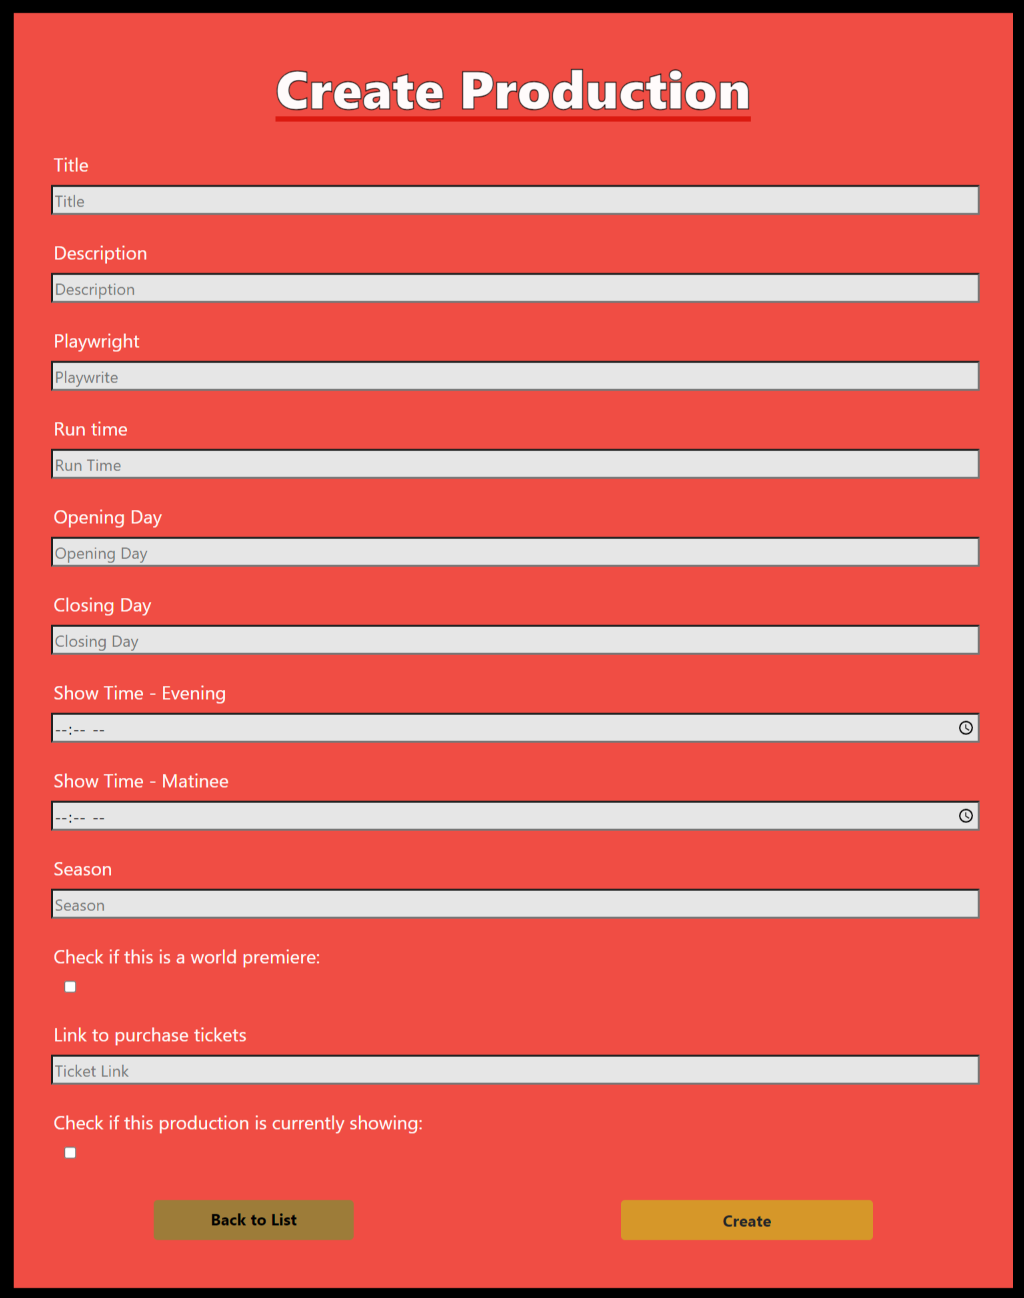 Create Production
Title
Title
Description
Description
Playwright
Playwrite
Run time
Run Time
Opening Day
Opening Day
Closing Day
Closing Day
Show Time - Evening
--:-- --
Show Time - Matinee
--:-- --
Season
Season
Check if this is a world premiere:
Link to purchase tickets
Ticket Link
Check if this production is currently showing:
Back to List
Create